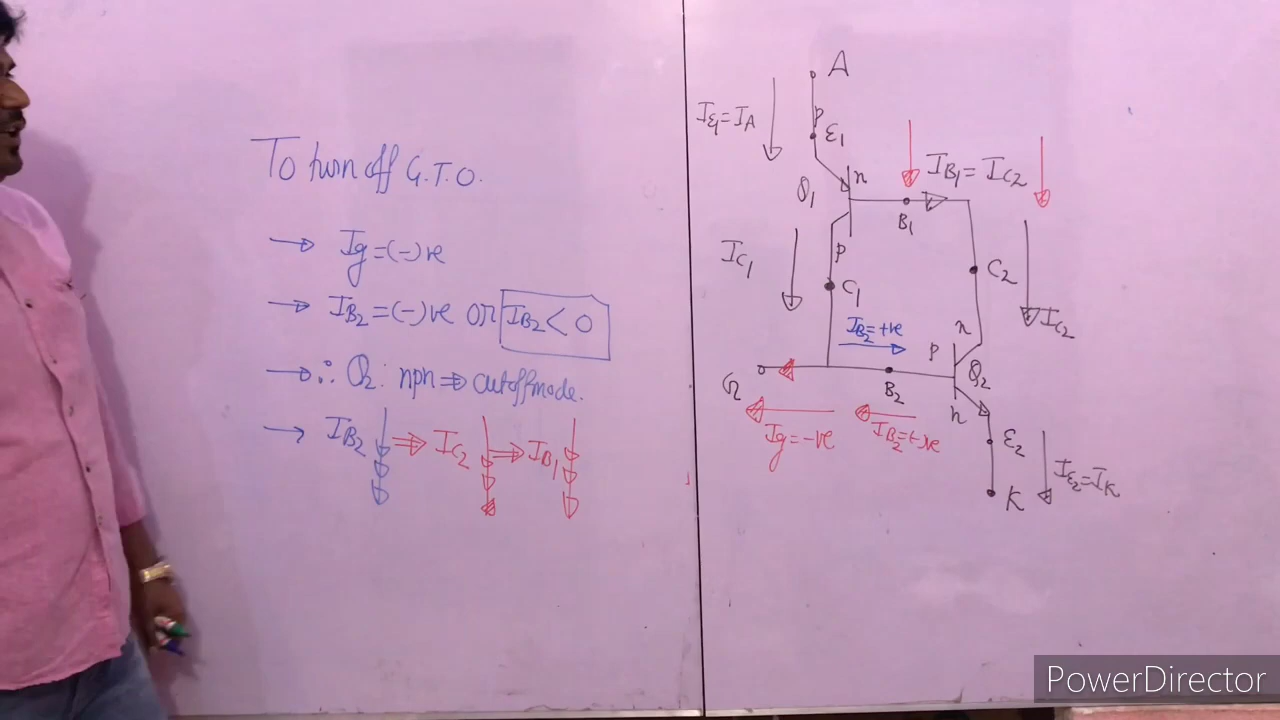 To turn off G.T.O.
→ Ig = (-)ve
→ IB2 = (-)ve or IB2 < 0
→ ∴ Q2 : npn ⇒ cutoff mode.
→ IB2 ↓ ⇒ IC2 ↓ ⇒ IB1 ↓
A
IE1 = IA
P
E1
n
Q1
IB1 = IC2
B1
P
IC1
C1
C2
IC2
IB2 = +ve
n
P
Q2
G
B2
n
Ig = -ve
IB2 = (-)ve
E2
IE2 = IK
K
PowerDirector